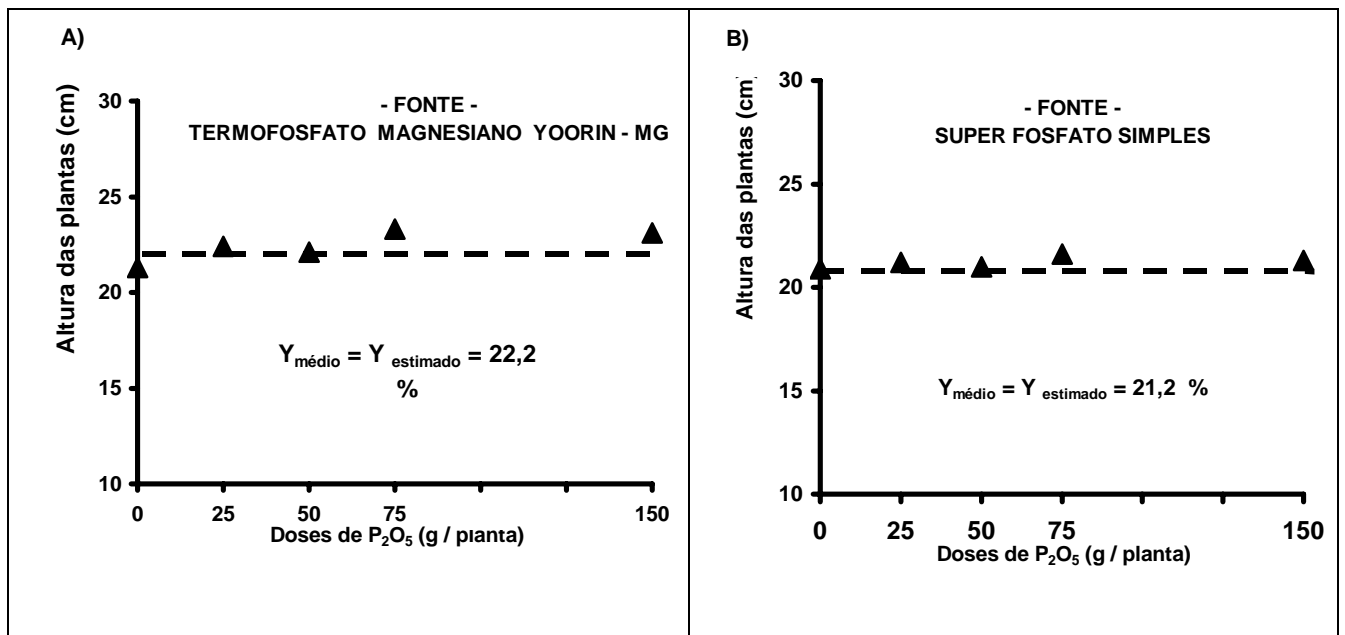 A)
Altura das plantas (cm)
- FONTE -
TERMOFOSFATO MAGNESIANO YOORIN - MG
30
25
20
15
10
Y médio = Y estimado = 22,2
%
0 25 50 75 150
Doses de P2O5 (g / planta)
B)
Altura das plantas (cm
- FONTE -
SUPER FOSFATO SIMPLES
30
25
20
15
10
Y médio = Y estimado = 21,2 %
0 25 50 75 150
Doses de P2O5 (g / planta)